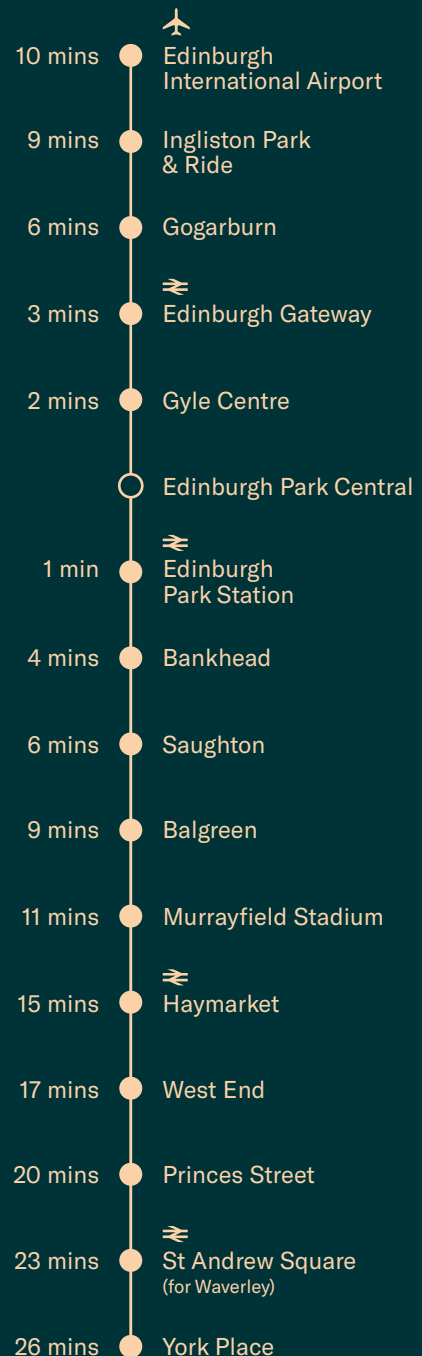 10 mins Edinburgh
International Airport
9 mins Ingliston Park
& Ride
6 mins Gogarburn
3 mins Edinburgh Gateway
2 mins Gyle Centre
Edinburgh Park Central
1 min Edinburgh
Park Station
4 mins Bankhead
6 mins Saughton
9 mins Balgreen
11 mins Murrayfield Stadium
15 mins Haymarket
17 mins West End
20 mins Princes Street
23 mins St Andrew Square
(for Waverley)
26 mins York Place